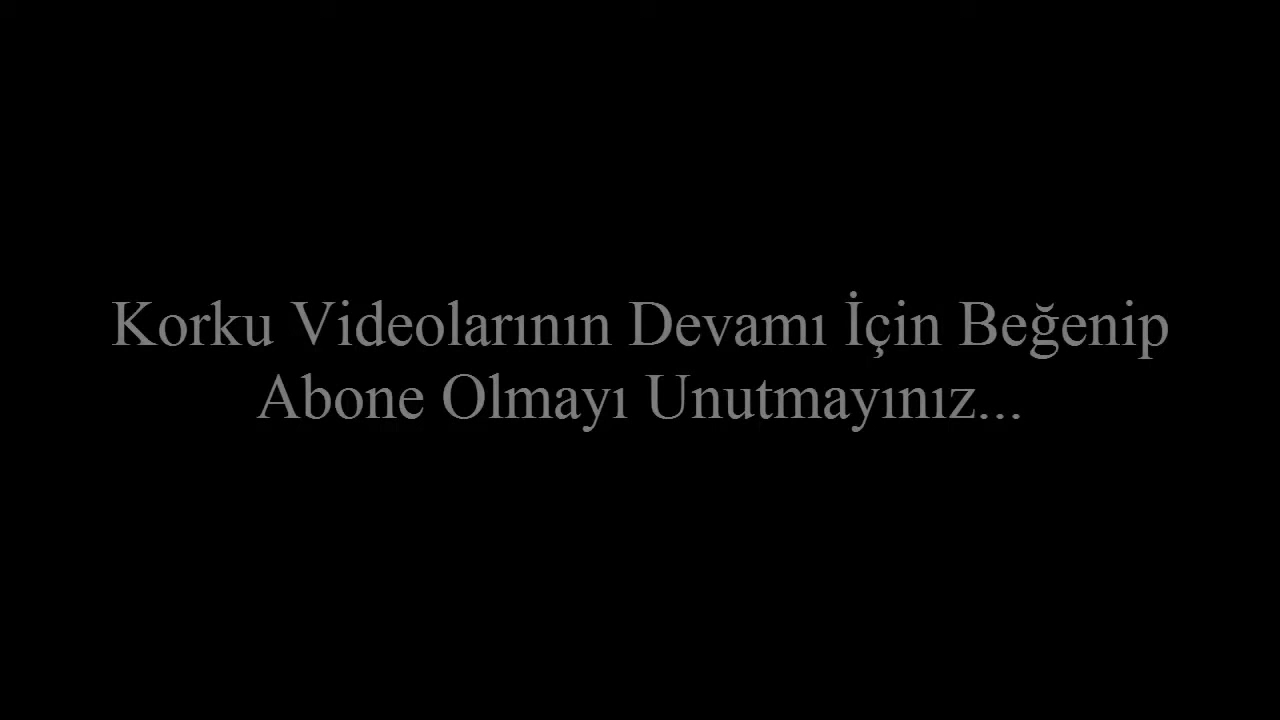 Korku Videolarının Devamı İçin Beğenip
Abone Olmayı Unutmayınız...